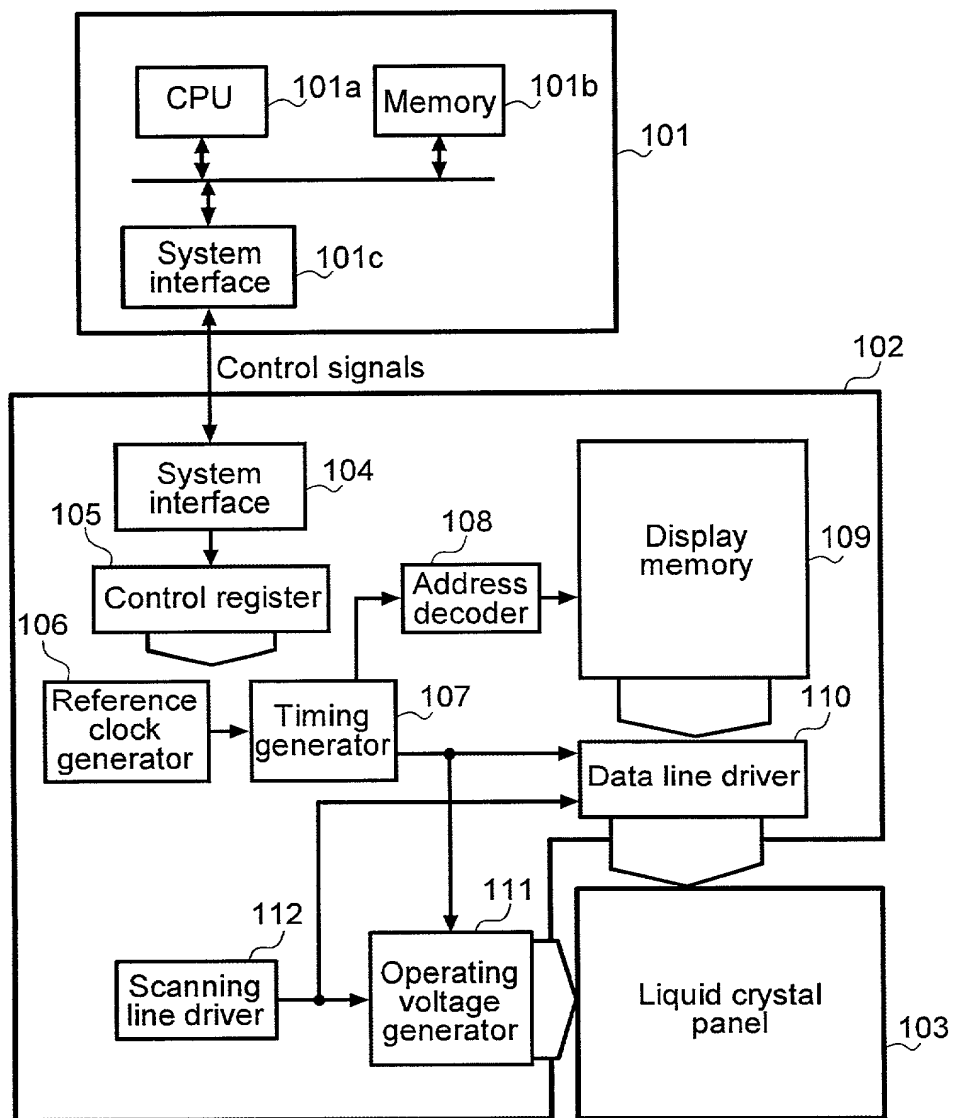 CPU
101a
Memory
101b
101
System
interface
101c
Control signals
102
System
interface
104
105
Control register
108
Address
decoder
Display
memory
109
106
Reference
clock
generator
Timing
generator
107
110
Data line driver
111
112
Scanning
line driver
Operating
voltage
generator
Liquid crystal
panel
103